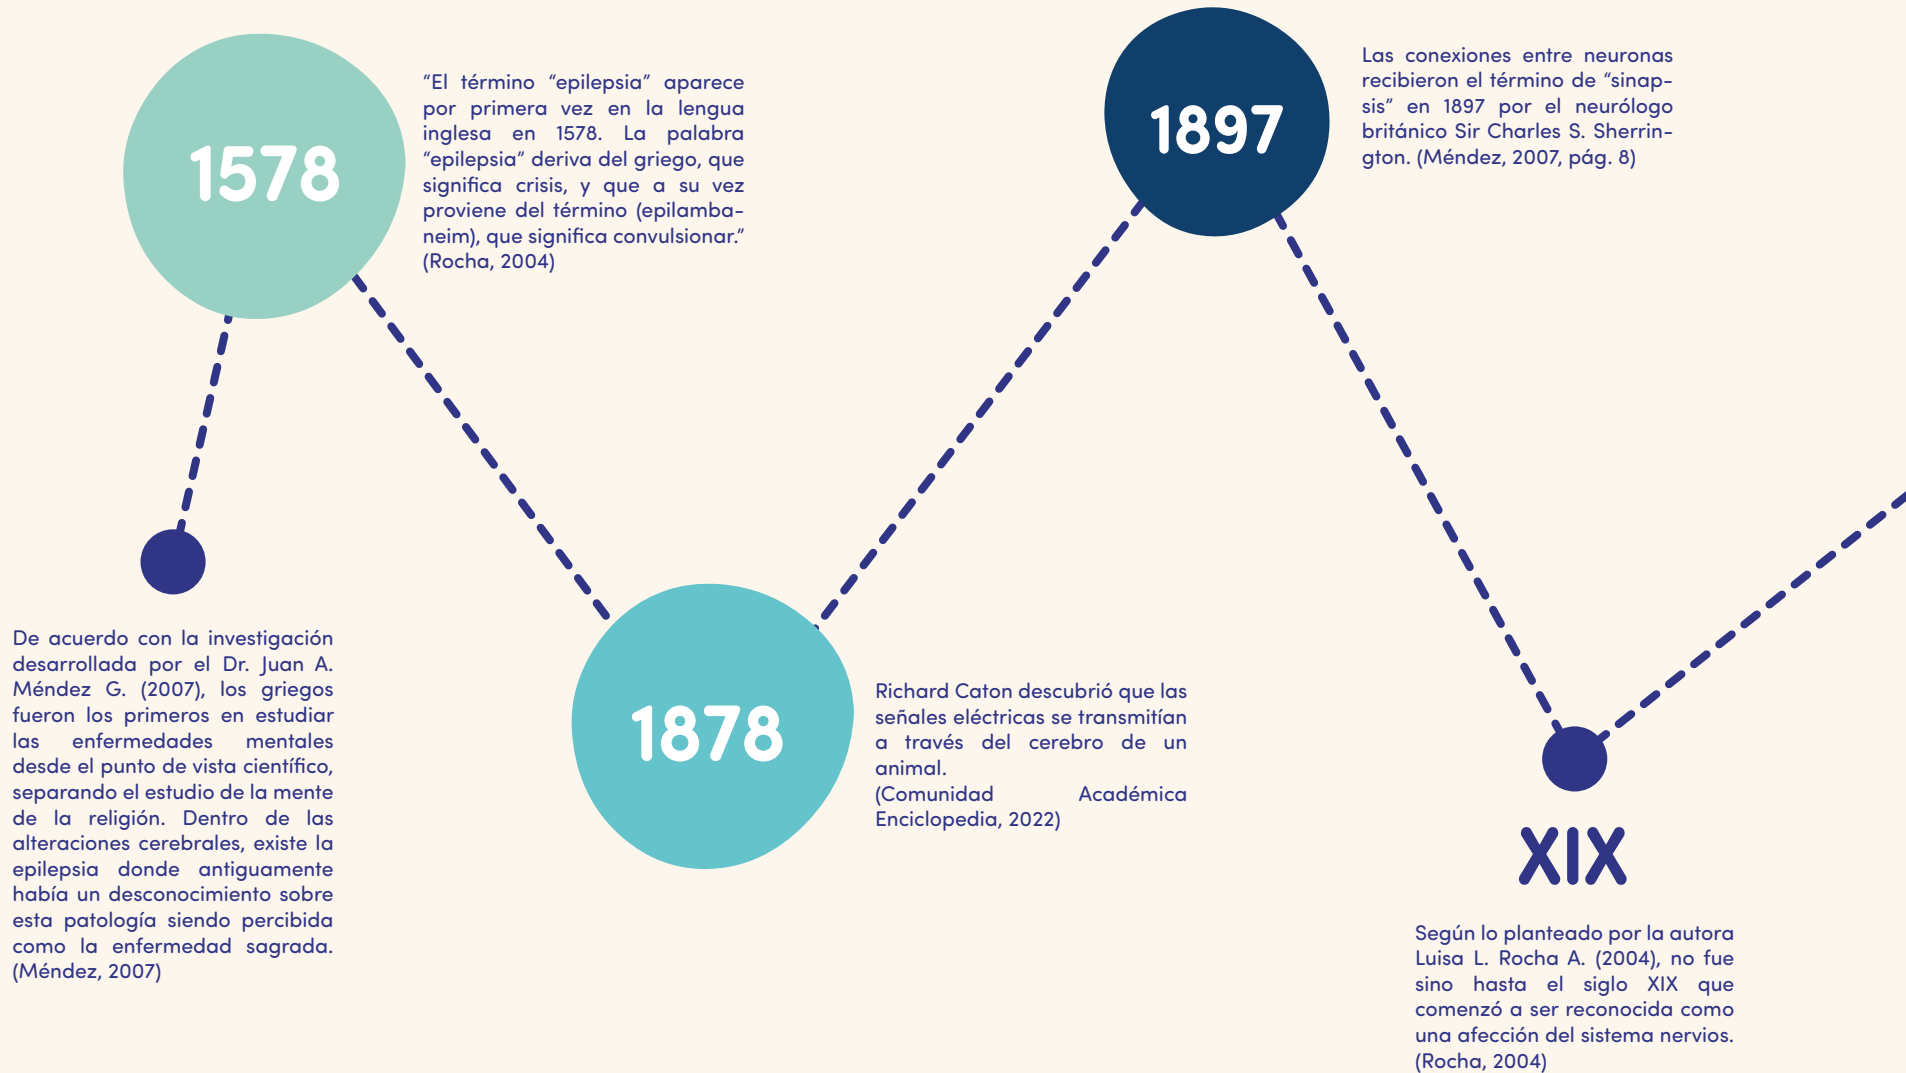 De acuerdo con la investigación
desarrollada por el Dr. Juan A.
Méndez G. (2007), los griegos
fueron los primeros en estudiar
las enfermedades mentales
desde el punto de vista científico,
separando el estudio de la mente
de la religión. Dentro de las
alteraciones cerebrales, existe la
epilepsia donde antiguamente
había un desconocimiento sobre
esta patología siendo percibida
como la enfermedad sagrada.
(Méndez, 2007)
1578
“El término “epilepsia” aparece
por primera vez en la lengua
inglesa en 1578. La palabra
“epilepsia” deriva del griego, que
significa crisis, y que a su vez
proviene del término (epilamba-
neim), que significa convulsionar.”
(Rocha, 2004)
1878
Richard Caton descubrió que las
señales eléctricas se transmitían
a través del cerebro de un
animal.
(Comunidad Académica
Enciclopedia, 2022)
1897
Las conexiones entre neuronas
recibieron el término de “sinap-
sis” en 1897 por el neurólogo
británico Sir Charles S. Sherrin-
gton. (Méndez, 2007, pág. 8)
XIX
Según lo planteado por la autora
Luisa L. Rocha A. (2004), no fue
sino hasta el siglo XIX que
comenzó a ser reconocida como
una afección del sistema nervios.
(Rocha, 2004)